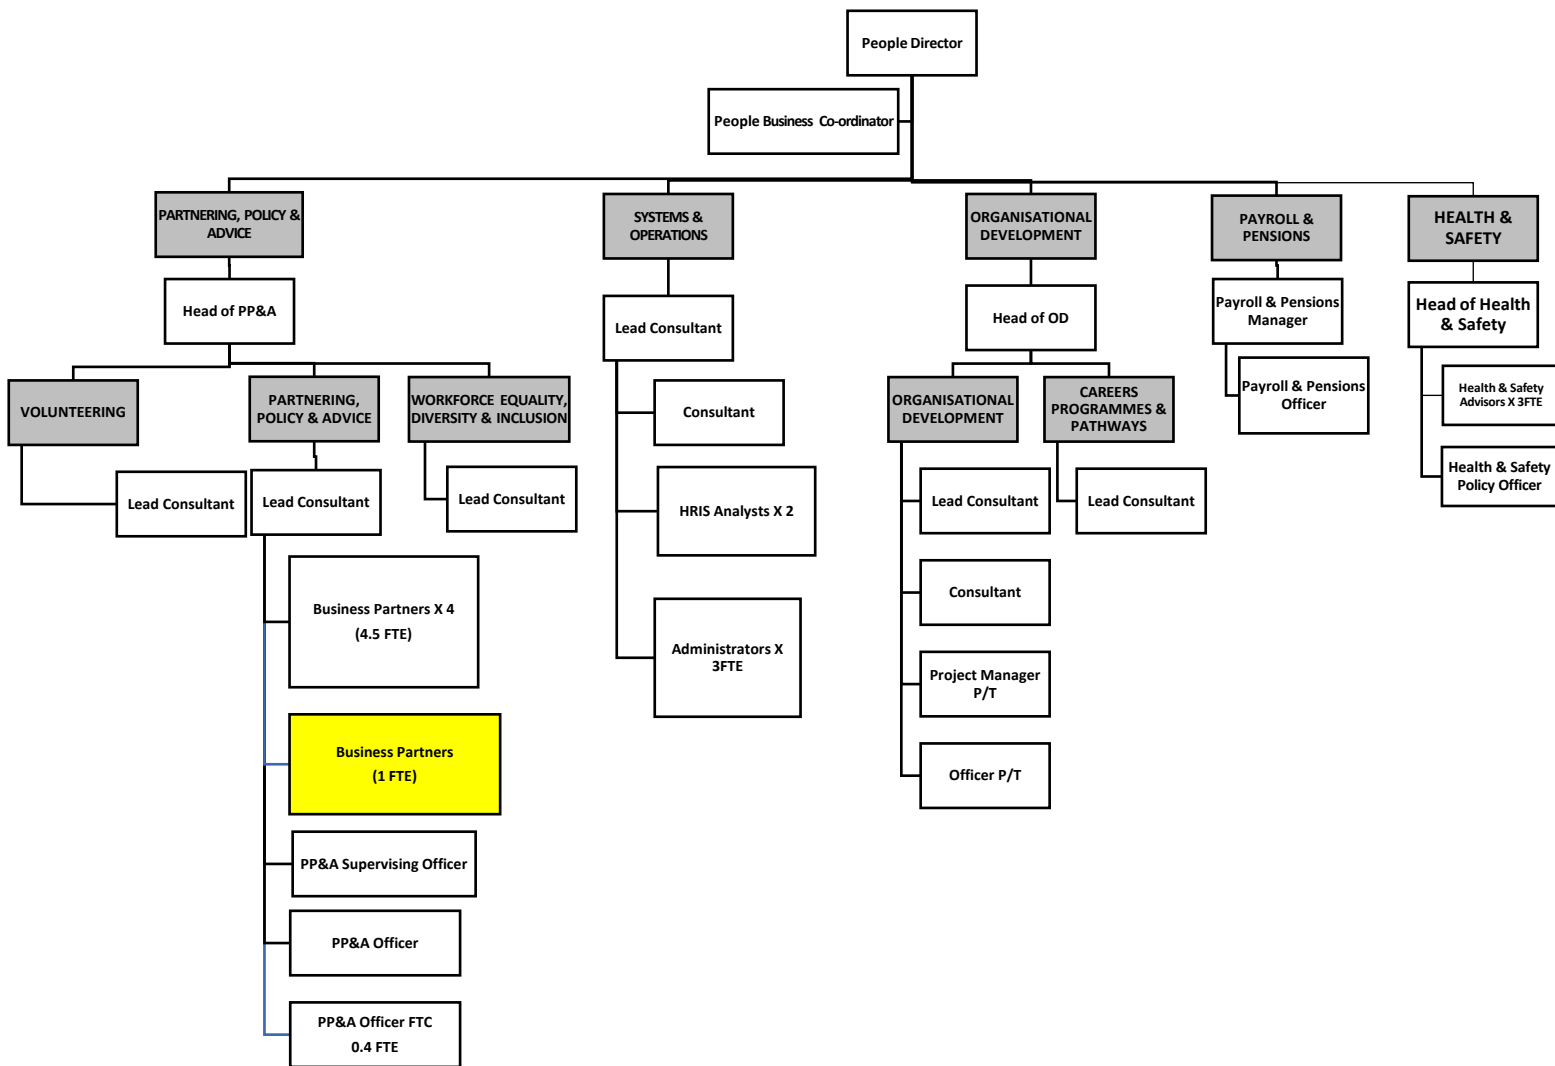 People Director
People Business Co-ordinator
PARTNERING, POLICY &
ADVICE
SYSTEMS &
OPERATIONS
ORGANISATIONAL
DEVELOPMENT
PAYROLL &
PENSIONS
HEALTH &
SAFETY
Head of PP&A
Lead Consultant
Head of OD
Payroll & Pensions
Manager
Head of Health
& Safety
VOLUNTEERING
PARTNERING,
POLICY & ADVICE
WORKFORCE EQUALITY,
DIVERSITY & INCLUSION
Consultant
ORGANISATIONAL
DEVELOPMENT
CAREERS
PROGRAMMES &
PATHWAYS
Payroll & Pensions
Officer
Health & Safety
Advisors X 3FTE
Lead Consultant
Lead Consultant
Lead Consultant
HRIS Analysts X 2
Lead Consultant
Lead Consultant
Health & Safety
Policy Officer
Business Partners X 4
(4.5 FTE)
Consultant
Administrators X
3FTE
Project Manager
P/T
Business Partners
(1 FTE)
Officer P/T
PP&A Supervising Officer
PP&A Officer
PP&A Officer FTC
0.4 FTE